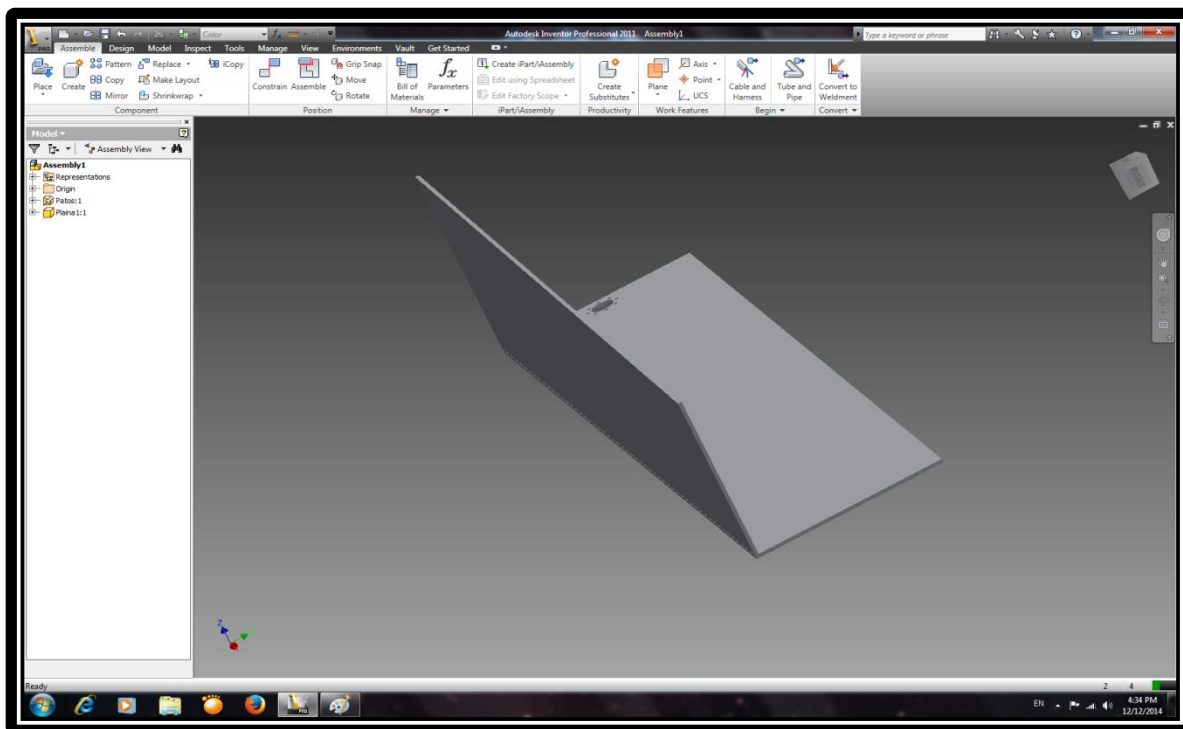 Color
Autodesk Inventor Professional 2011 Assembly1
Type a keyword or phrase
PRO
Assemble Design Model Inspect Tools Manage View Environments Vault Get Started
Place
Create
Pattern Replace iCopy
Copy Make Layout
Mirror Shrinkwrap
Component
Constrain Assemble
Grip Snap
Move
Rotate
Position
Bill of Materials
Parameters
Manage
Create iPart/iAssembly
Edit using Spreadsheet
Edit Factory Scope
iPart/iAssembly
Create Substitutes
Productivity
Plane
Axis
Point
UCS
Work Features
Cable and Harness
Tube and Pipe
Begin
Convert to Weldment
Convert
Model
Assembly View
Assembly1
Representations
Origin
Patos:1
Plaina1:1
RIGHT
Z
Ready
2 4
PRO
EN
4:34 PM
12/12/2014